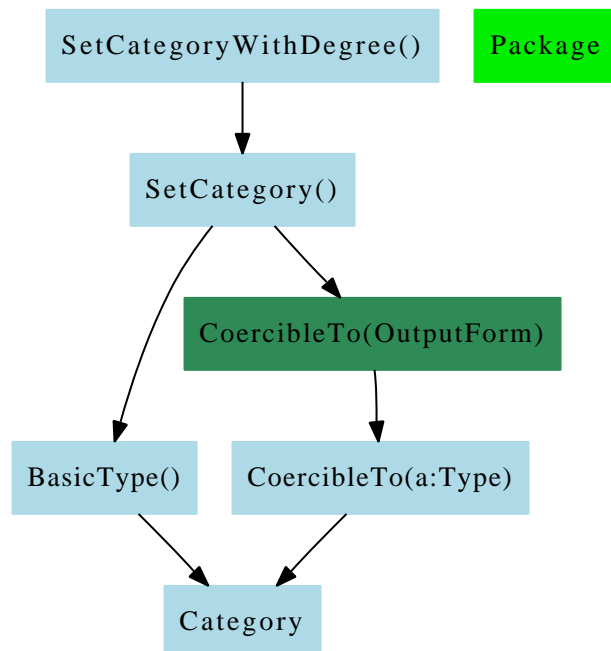 SetCategoryWithDegree()
Package
SetCategory()
CoercibleTo(OutputForm)
BasicType()
CoercibleTo(a:Type)
Category